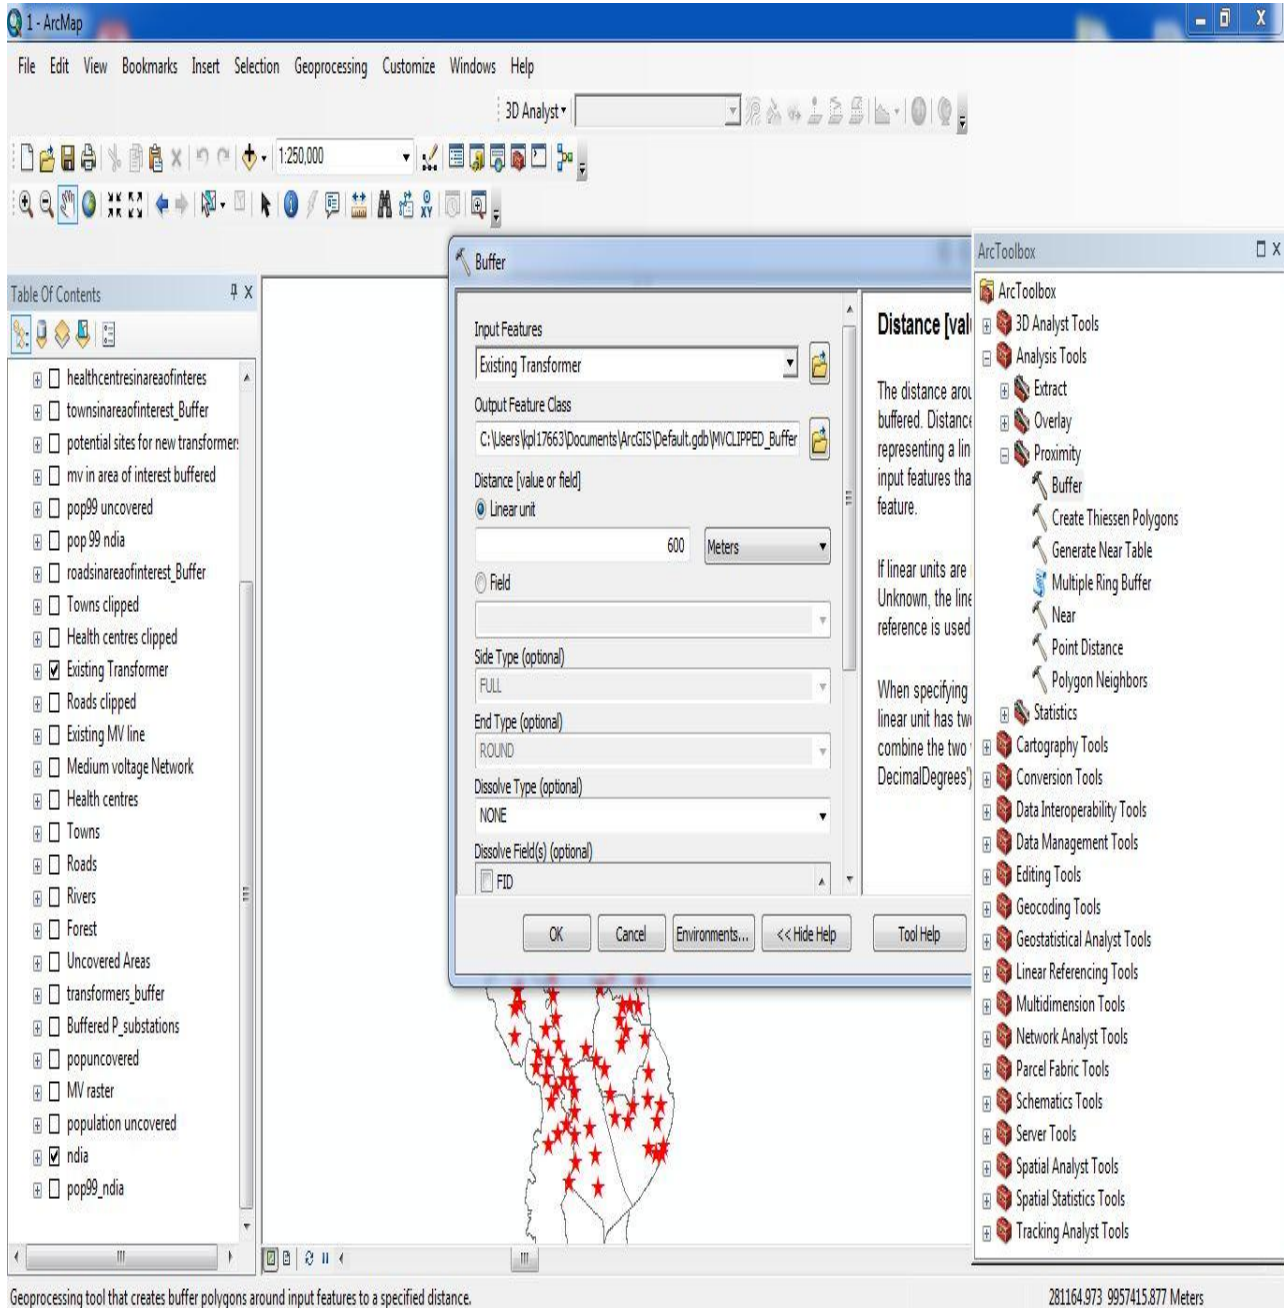 1 - ArcMap
File Edit View Bookmarks Insert Selection Geoprocessing Customize Windows Help
3D Analyst
1:250,000
Table Of Contents
healthcentresinareaofinteres
townsinareaofinterest_Buffer
potential sites for new transformer
mv in area of interest buffered
pop99 uncovered
pop 99 ndia
roadsinareaofinterest_Buffer
Towns clipped
Health centres clipped
Existing Transformer
Roads clipped
Existing MV line
Medium voltage Network
Health centres
Towns
Roads
Rivers
Forest
Uncovered Areas
transformers_buffer
Buffered P_substations
popuncovered
MV raster
population uncovered
ndia
pop99_ndia
Buffer
Input Features
Existing Transformer
Output Feature Class
C:\Users\kpl17663\Documents\ArcGIS\Default.gdb\MVCLIPPED_Buffer
Distance [value or field]
Linear unit
600 Meters
Field
Side Type (optional)
FULL
End Type (optional)
ROUND
Dissolve Type (optional)
NONE
Dissolve Field(s) (optional)
FID
OK Cancel Environments... << Hide Help Tool Help
Distance [val
The distance arou
buffered. Distance
representing a lin
input features tha
feature.
If linear units are
Unknown, the line
reference is used
When specifying
linear unit has tw
combine the two
DecimalDegrees")
ArcToolbox
ArcToolbox
3D Analyst Tools
Analysis Tools
Extract
Overlay
Proximity
Buffer
Create Thiessen Polygons
Generate Near Table
Multiple Ring Buffer
Near
Point Distance
Polygon Neighbors
Statistics
Cartography Tools
Conversion Tools
Data Interoperability Tools
Data Management Tools
Editing Tools
Geocoding Tools
Geostatistical Analyst Tools
Linear Referencing Tools
Multidimension Tools
Network Analyst Tools
Parcel Fabric Tools
Schematics Tools
Server Tools
Spatial Analyst Tools
Spatial Statistics Tools
Tracking Analyst Tools
Geoprocessing tool that creates buffer polygons around input features to a specified distance.
281164.973 9957415.877 Meters